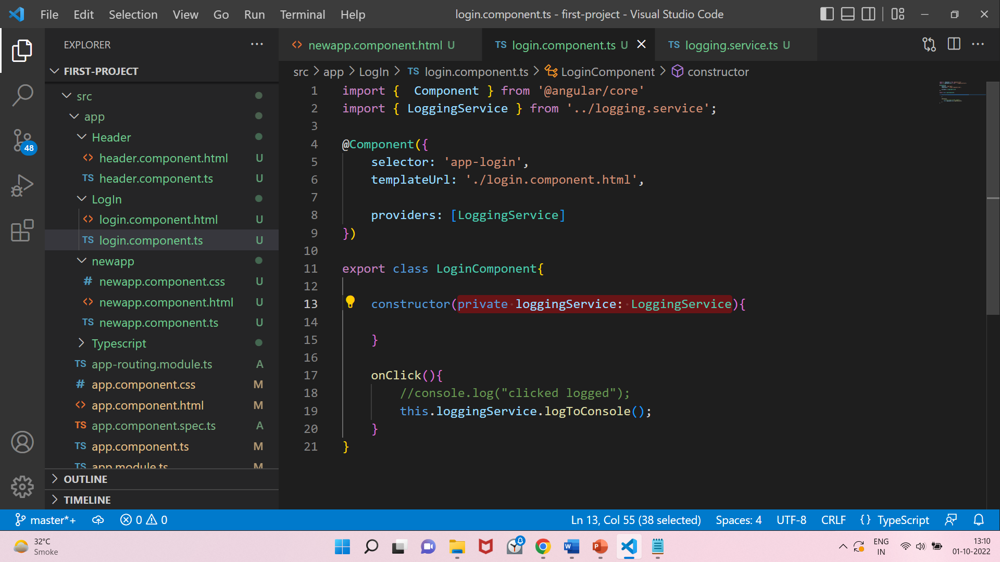 File Edit Selection View Go Run Terminal Help
login.component.ts - first-project - Visual Studio Code
EXPLORER
newapp.component.html U
TS login.component.ts U
TS logging.service.ts U
FIRST-PROJECT
src > app > LogIn > TS login.component.ts > LoginComponent > constructor
src
app
Header
header.component.html U
TS header.component.ts U
LogIn
login.component.html U
TS login.component.ts U
newapp
# newapp.component.css U
newapp.component.html U
TS newapp.component.ts U
Typescript
TS app-routing.module.ts A
# app.component.css M
app.component.html M
TS app.component.spec.ts A
TS app.component.ts M
TS app.module.ts M
OUTLINE
TIMELINE
48
1 import {  Component } from '@angular/core'
2 import { LoggingService } from '../logging.service';
3
4 @Component({
5     selector: 'app-login',
6     templateUrl: './login.component.html',
7
8     providers: [LoggingService]
9 })
10
11 export class LoginComponent{
12
13     constructor(private loggingService: LoggingService){
14
15     }
16
17     onClick(){
18         //console.log("clicked logged");
19         this.loggingService.logToConsole();
20     }
21 }
master*+ 0 0
Ln 13, Col 55 (38 selected) Spaces: 4 UTF-8 CRLF {} TypeScript
32°C
Smoke
ENG
IN
13:10
01-10-2022